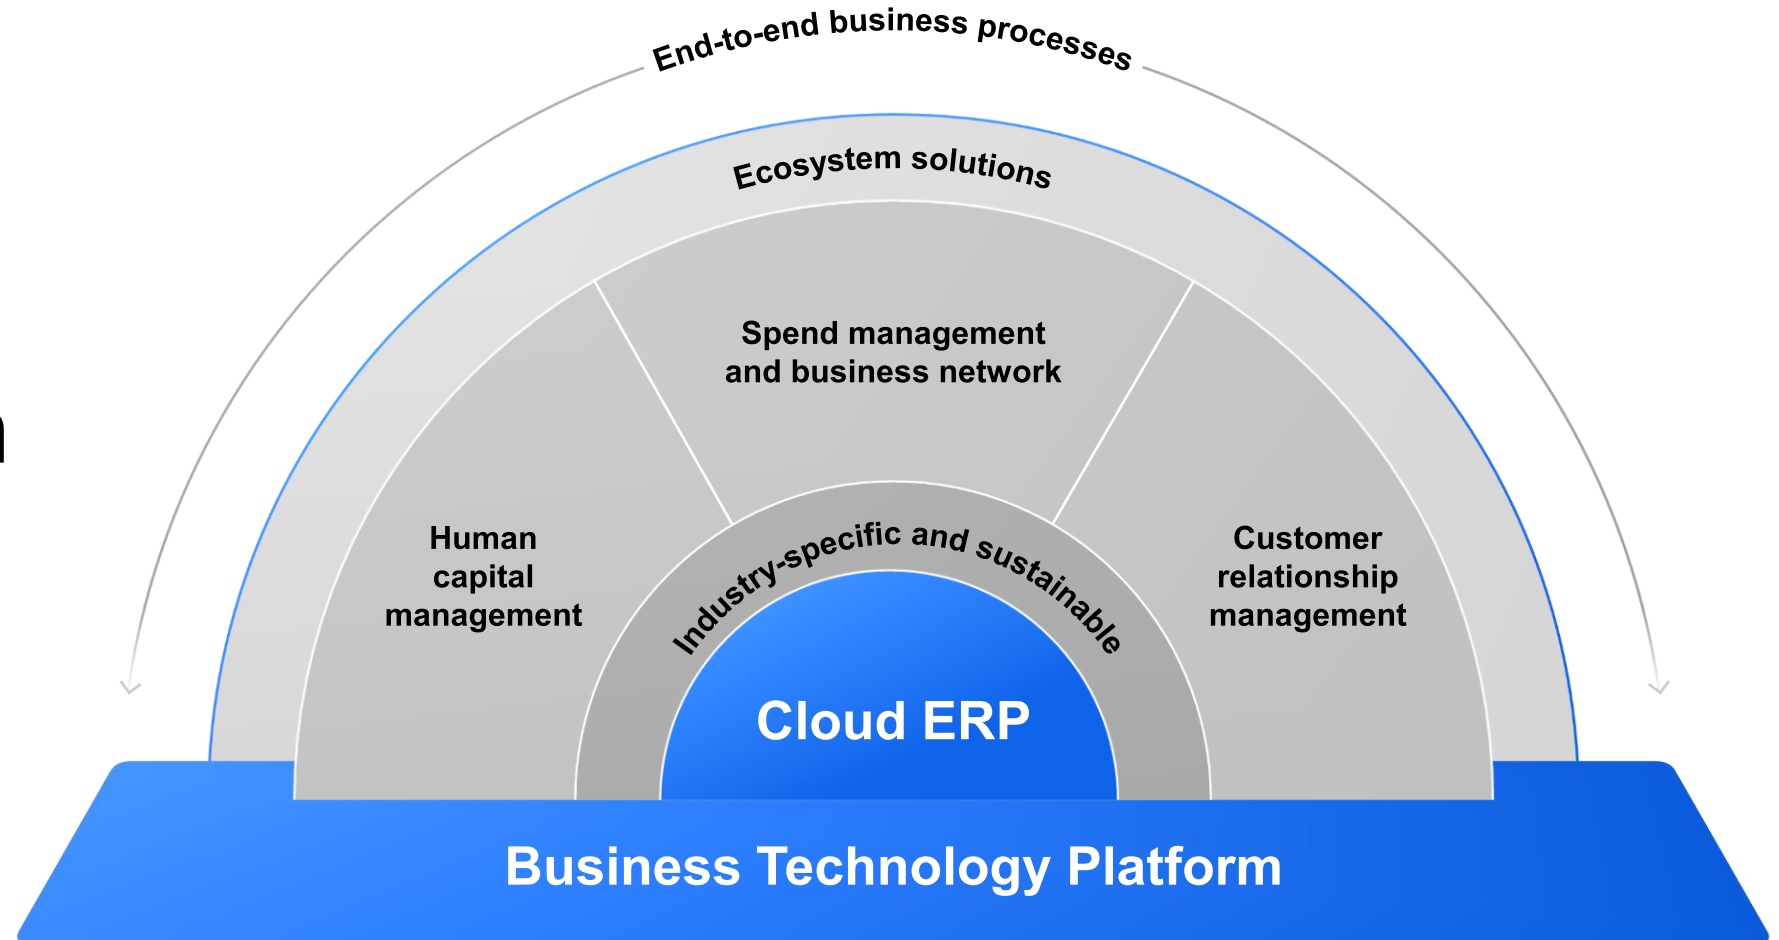 End-to-end business processes
Ecosystem solutions
Spend management
and business network
Human
capital
management
Customer
relationship
management
Industry-specific and sustainable
Cloud ERP
Business Technology Platform